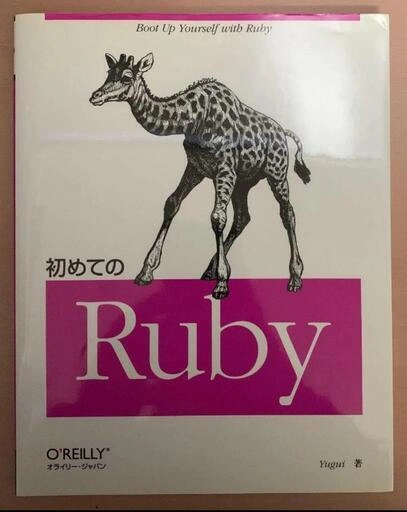 Boot Up Yourself with Ruby
初めての
Ruby
O'REILLY®
オライリー・ジャパン
Yugui 著